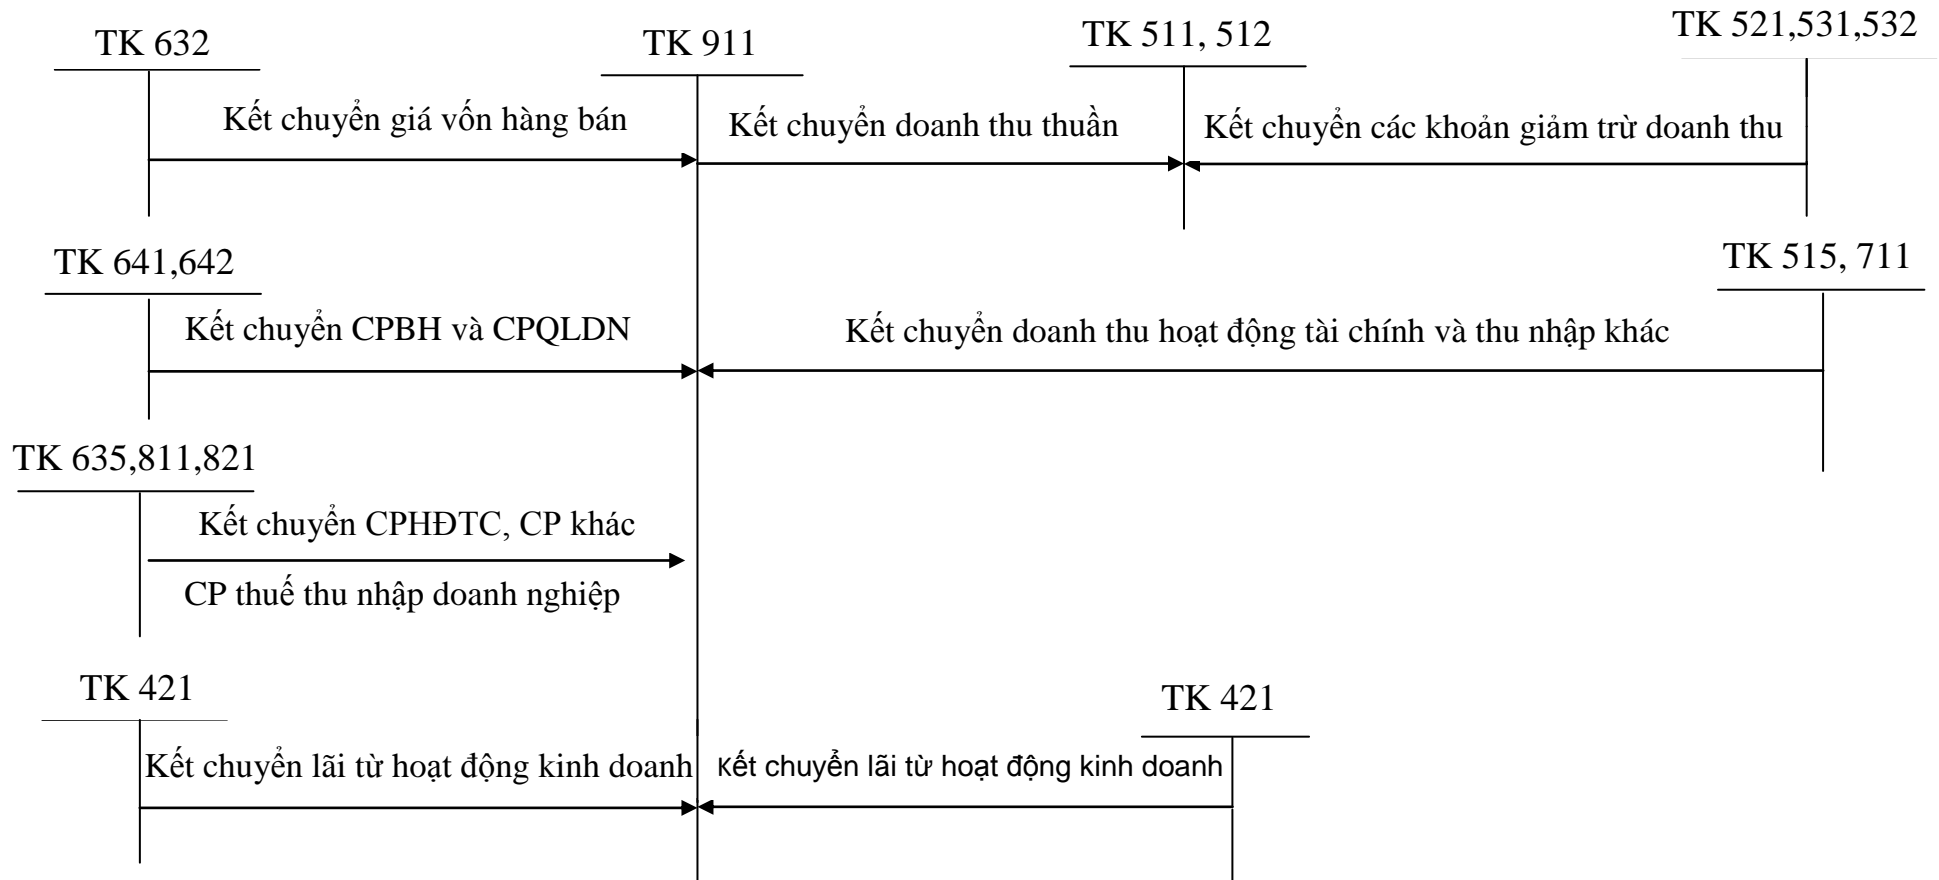 TK 632
TK 911
TK 511, 512
TK 521,531,532
Kết chuyển giá vốn hàng bán
Kết chuyển doanh thu thuần
Kết chuyển các khoản giảm trừ doanh thu
TK 641,642
TK 515, 711
Kết chuyển CPBH và CPQLDN
Kết chuyển doanh thu hoạt động tài chính và thu nhập khác
TK 635,811,821
Kết chuyển CPHĐTC, CP khác
CP thuế thu nhập doanh nghiệp
TK 421
TK 421
Kết chuyển lãi từ hoạt động kinh doanh
Kết chuyển lãi từ hoạt động kinh doanh